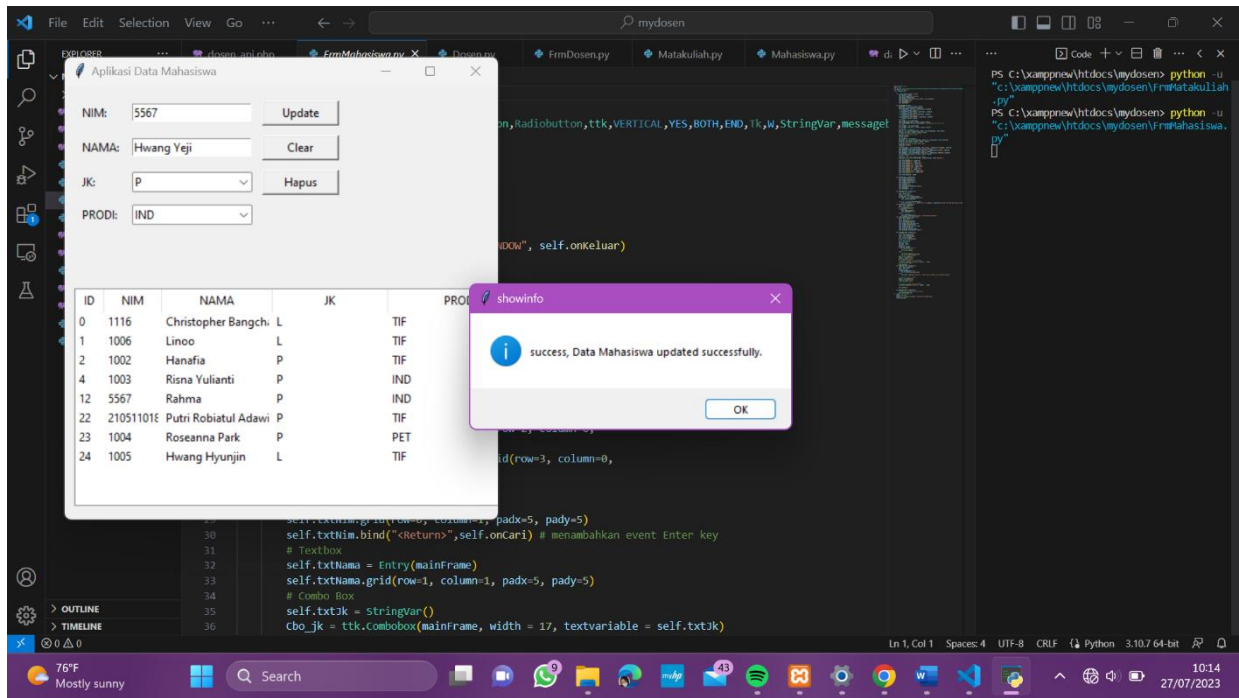 File Edit Selection View Go ··· mydosen
EXPLORER ··· dosen_api.php FrmMahasiswa.py Dosen.py FrmDosen.py Matakuliah.py Mahasiswa.py
Code
PS C:\xamppnew\htdocs\mydosen> python -u
"c:\xamppnew\htdocs\mydosen\FrmMatakuliah
.py"
PS C:\xamppnew\htdocs\mydosen> python -u
"c:\xamppnew\htdocs\mydosen\FrmMahasiswa.
py"
Aplikasi Data Mahasiswa
NIM: 5567 Update
NAMA: Hwang Yeji Clear
JK: P Hapus
PRODI: IND
ID NIM NAMA JK PROD
0 1116 Christopher Bangcha L TIF
1 1006 Linoo L TIF
2 1002 Hanafia P TIF
4 1003 Risna Yulianti P IND
12 5567 Rahma P IND
22 210511018 Putri Robiatul Adawi P TIF
23 1004 Roseanna Park P PET
24 1005 Hwang Hyunjin L TIF
on,Radiobutton,ttk,VERTICAL,YES,BOTH,END,Tk,W,StringVar,messageb
NDOW", self.onKeluar)
showinfo
success, Data Mahasiswa updated successfully.
OK
id(row=3, column=0,
29 self.txtNim.grid(row=0, column=1, padx=5, pady=5)
30 self.txtNim.bind("<Return>",self.onCari) # menambahkan event Enter key
31 # Textbox
32 self.txtNama = Entry(mainFrame)
33 self.txtNama.grid(row=1, column=1, padx=5, pady=5)
34 # Combo Box
35 self.txtJk = StringVar()
36 Cbo_jk = ttk.Combobox(mainFrame, width = 17, textvariable = self.txtJk)
OUTLINE
TIMELINE
0 0 Ln 1, Col 1 Spaces: 4 UTF-8 CRLF Python 3.10.7 64-bit
76°F
Mostly sunny
Search
9
myhp
43
10:14
27/07/2023